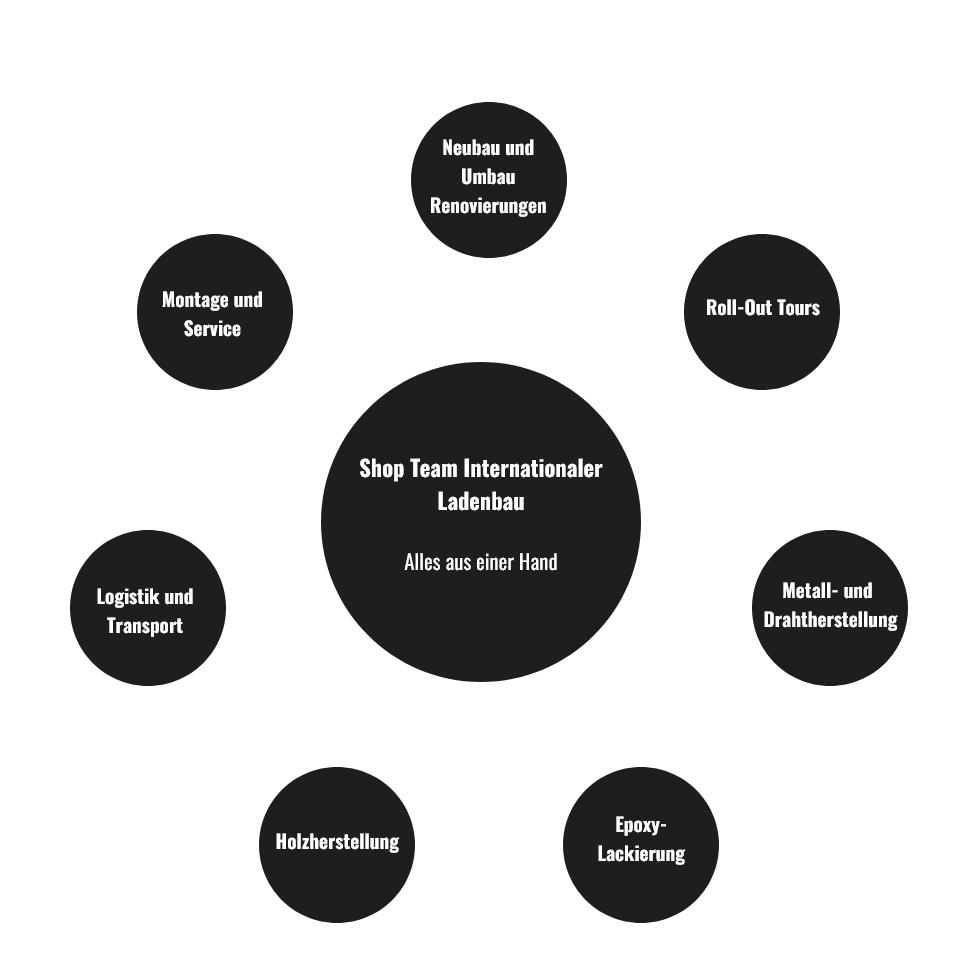 Neubau und
Umbau
Renovierungen
Montage und
Service
Roll-Out Tours
Shop Team Internationaler
Ladenbau
Alles aus einer Hand
Logistik und
Transport
Metall- und
Drahtherstellung
Holzherstellung
Epoxy-
Lackierung